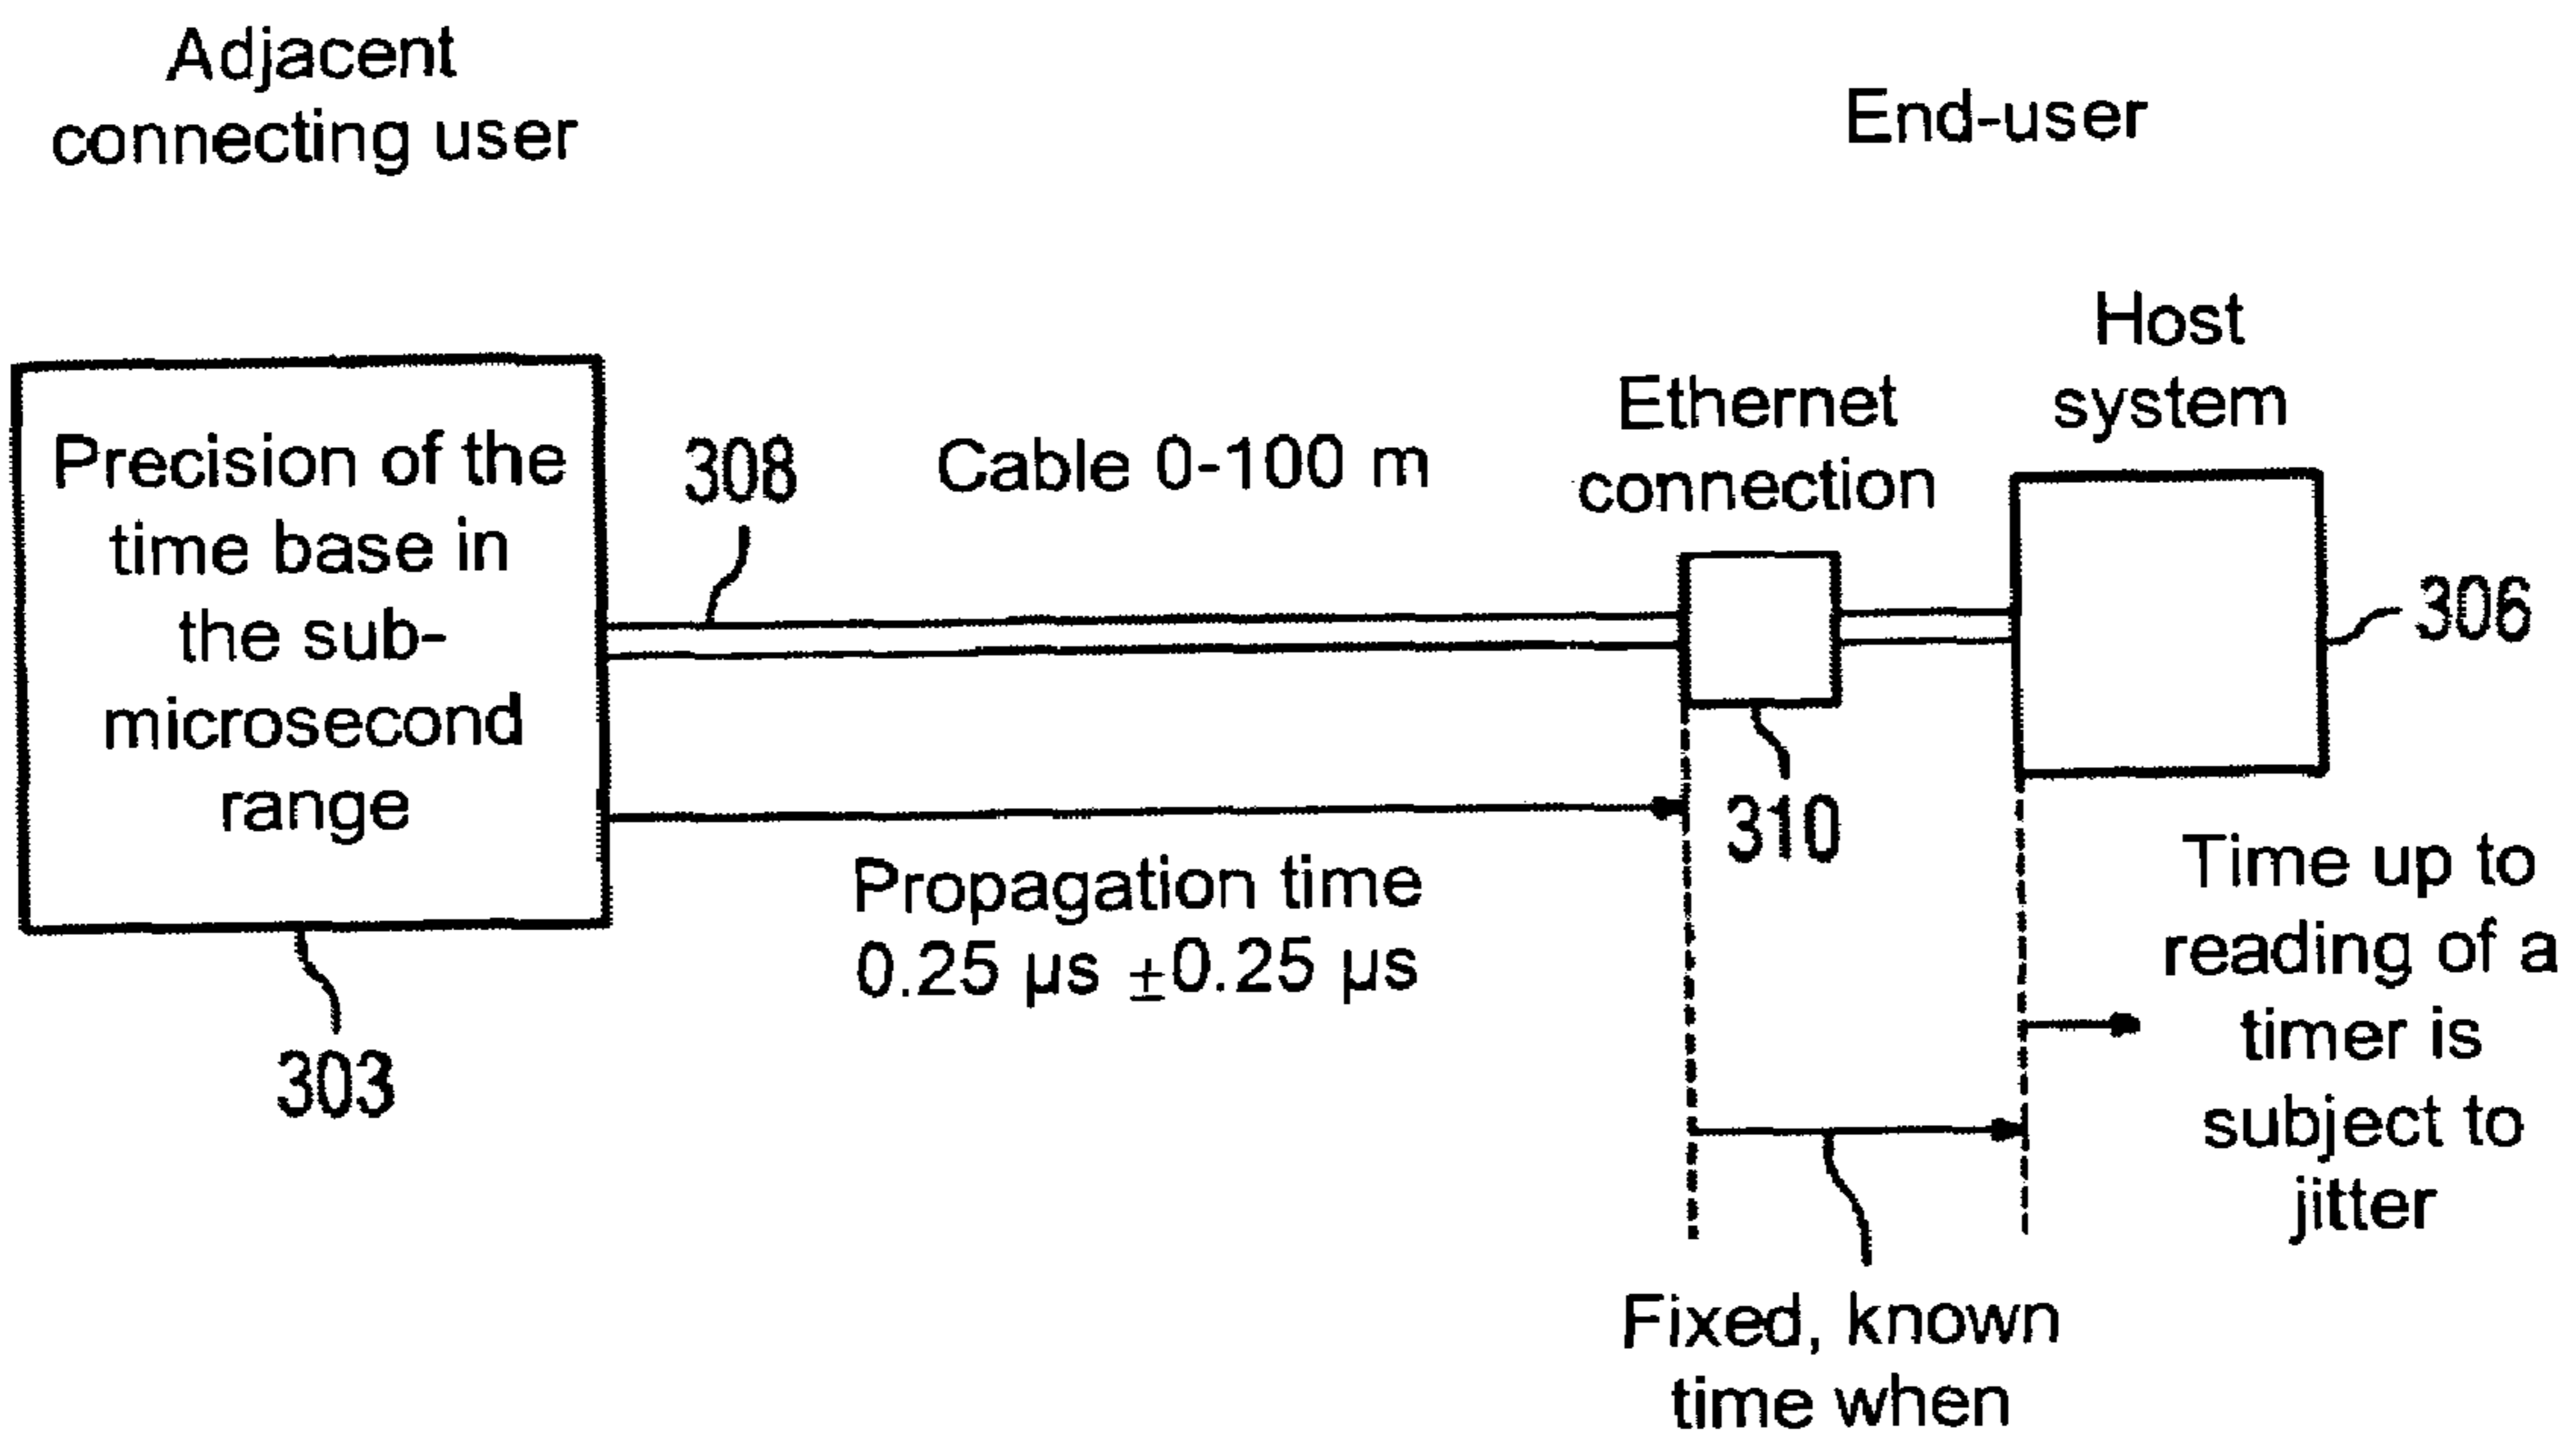 Adjacent
connecting user
End-user
Host
system
Ethernet
connection
Precision of the
time base in
the sub-
microsecond
range
308
Cable 0-100 m
306
310
Propagation time
0.25 µs ±0.25 µs
303
Time up to
reading of a
timer is
subject to
jitter
Fixed, known
time when